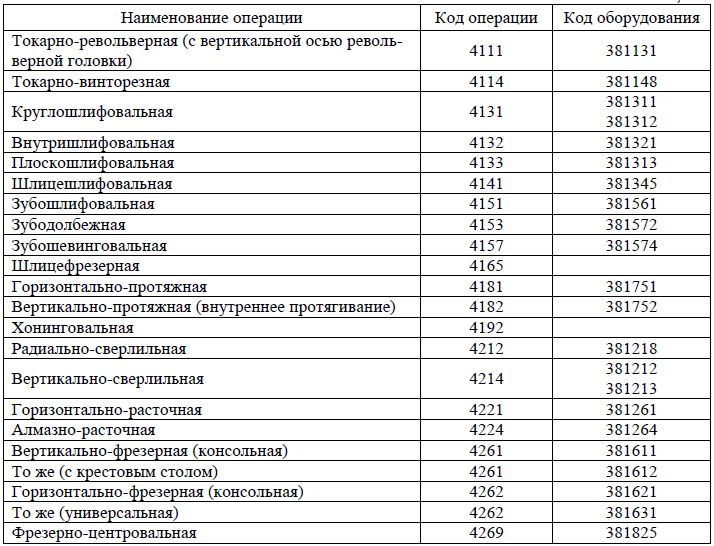 Наименование операции Код операции Код оборудования
Токарно-револьверная (с вертикальной осью револь-
верной головки) 4111 381131
Токарно-винторезная 4114 381148
Круглошлифовальная 4131 381311
381312
Внутришлифовальная 4132 381321
Плоскошлифовальная 4133 381313
Шлицешлифовальная 4141 381345
Зубошлифовальная 4151 381561
Зубодолбежная 4153 381572
Зубошевинговальная 4157 381574
Шлицефрезерная 4165
Горизонтально-протяжная 4181 381751
Вертикально-протяжная (внутреннее протягивание) 4182 381752
Хонинговальная 4192
Радиально-сверлильная 4212 381218
Вертикально-сверлильная 4214 381212
381213
Горизонтально-расточная 4221 381261
Алмазно-расточная 4224 381264
Вертикально-фрезерная (консольная) 4261 381611
То же (с крестовым столом) 4261 381612
Горизонтально-фрезерная (консольная) 4262 381621
То же (универсальная) 4262 381631
Фрезерно-центровальная 4269 381825